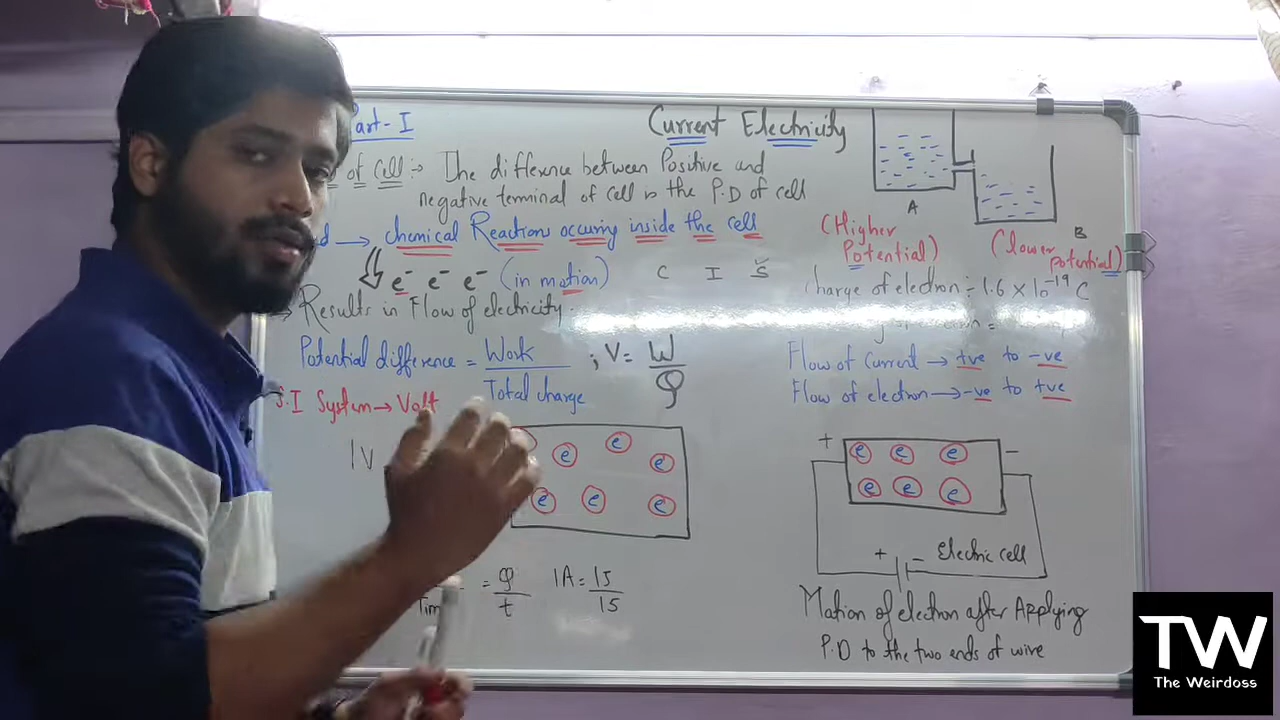 Part-I
Current Electricity
of Cell :- The diffrence between Positive and
negative terminal of cell is the P.D of cell
chemical Reactions occurring inside the cell
e⁻ e⁻ e⁻ (in motion) C I S
Results in Flow of electricity.
Potential difference = Work / Total charge ; V = W / Q
S.I System → Volt
1V
e e e
e e e
= Q / t 1A = 1S / 1S
A
B
(Higher Potential)
(lower potential)
Charge of electron = 1.6 × 10⁻¹⁹ C
Flow of Current → +ve to -ve
Flow of electron → -ve to +ve
+ e e e -
e e e
+ - Electric cell
Motion of electron after Applying
P.D to the two ends of wire
TW
The Weirdoss